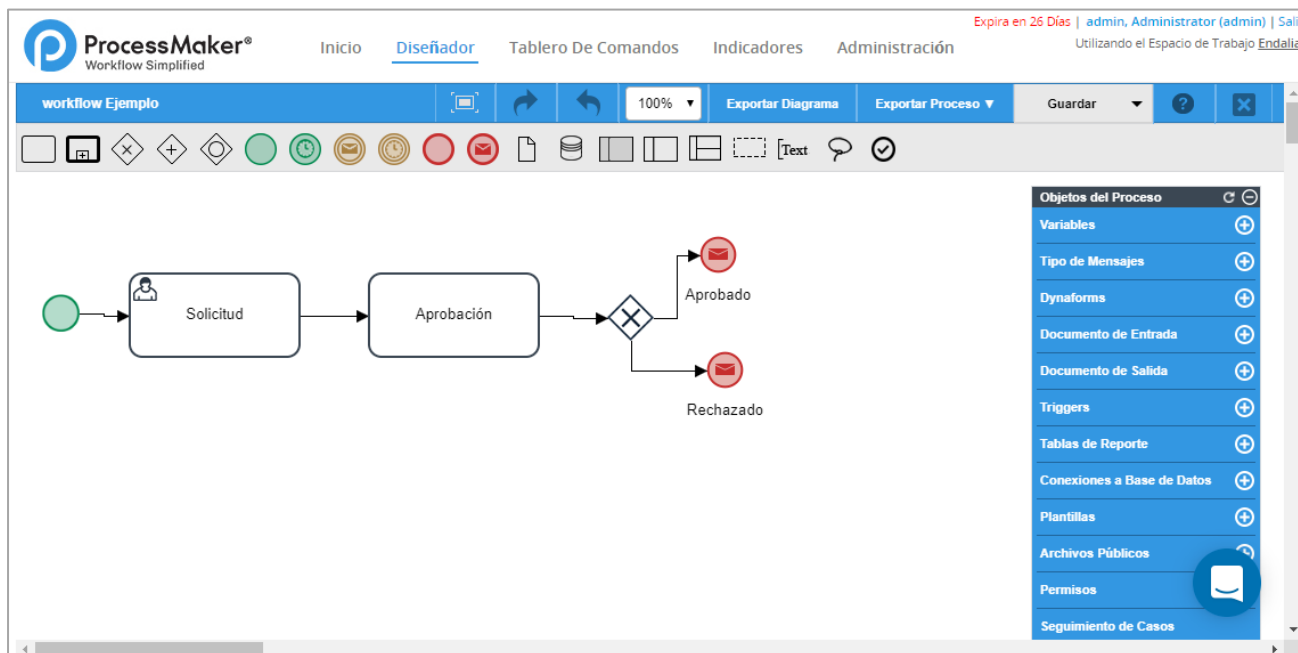 Expira en 26 Días | admin, Administrator (admin) | Sali
Utilizando el Espacio de Trabajo Endalia
ProcessMaker®
Workflow Simplified
Inicio Diseñador Tablero De Comandos Indicadores Administración
workflow Ejemplo 100% Exportar Diagrama Exportar Proceso Guardar ?
Text
Objetos del Proceso
Variables
Tipo de Mensajes
Dynaforms
Documento de Entrada
Documento de Salida
Triggers
Tablas de Reporte
Conexiones a Base de Datos
Plantillas
Archivos Públicos
Permisos
Seguimiento de Casos
Solicitud
Aprobación
Aprobado
Rechazado